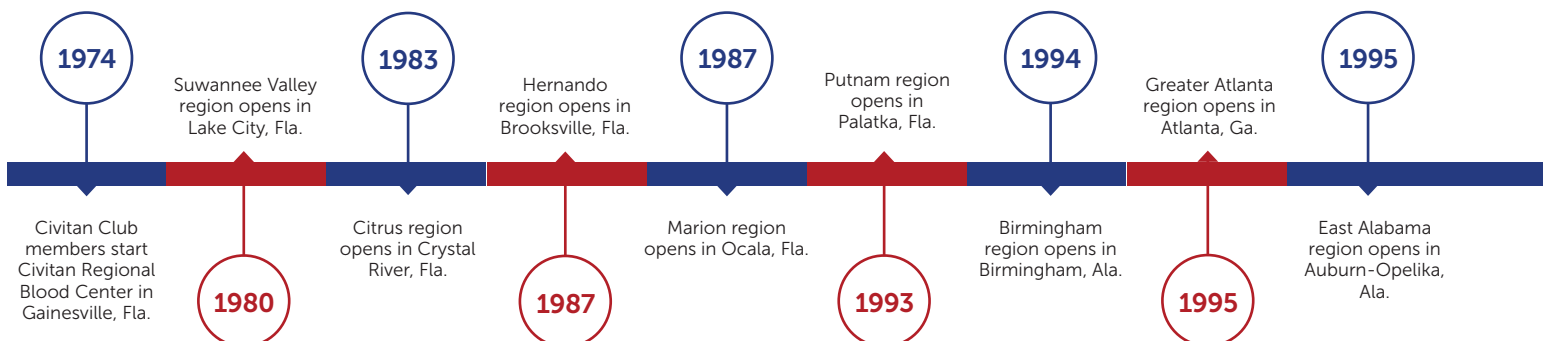 1974
Civitan Club
members start
Civitan Regional
Blood Center in
Gainesville, Fla.
Suwannee Valley
region opens in
Lake City, Fla.
1980
1983
Citrus region
opens in Crystal
River, Fla.
Hernando
region opens in
Brooksville, Fla.
1987
1987
Marion region
opens in Ocala, Fla.
Putnam region
opens in
Palatka, Fla.
1993
1994
Birmingham
region opens in
Birmingham, Ala.
Greater Atlanta
region opens in
Atlanta, Ga.
1995
1995
East Alabama
region opens in
Auburn-Opelika,
Ala.